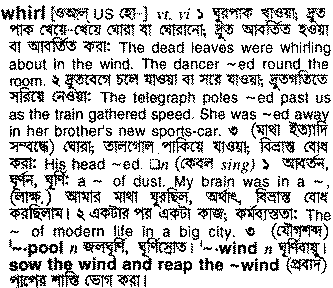 whirl [ওঅাল্ US হো~] vt, vi ১ ঘুরপাক খাওয়া, দ্রুত
পাক খেয়ে-খেয়ে ঘোরা বা ঘোরানো, দ্রুত আবর্তিত হওয়া
বা আবর্তিত করা: The dead leaves were whirling
about in the wind. The dancer ~ed round the
room. ২ দ্রুতবেগে চলে যাওয়া বা সরে যাওয়া; দ্রুতগতিতে
সরিয়ে নেওয়া: The telegraph poles ~ed past us
as the train gathered speed. She was ~ed away
in her brother's new sports-car. ৩ (মাথা ইত্যাদি
সম্বন্ধে) ঘোরা, তালগোল পাকিয়ে যাওয়া; বিভ্রান্ত বোধ
করা: His head ~ed. □n (কেবল sing) ১ আবর্তন,
ঘূর্ণন, ঘূর্ণি: a ~ of dust. My brain was in a ~,
(লাক্ষ.) আমার মাথা ঘুরছিল, অর্থাৎ, বিভ্রান্ত বোধ
করছিলাম। ২ একটার পর একটা কাজ; কর্মব্যস্ততা: The
~ of modern life in a big city. ৩ (যৌগশব্দ)
'~-pool n জলঘূর্ণি, ঘূর্ণিস্রোত। '~-wind n ঘূর্ণিবায়ু।
sow the wind and reap the ~wind (প্রবাদ)
পাপের শাস্তি ভোগ করা।